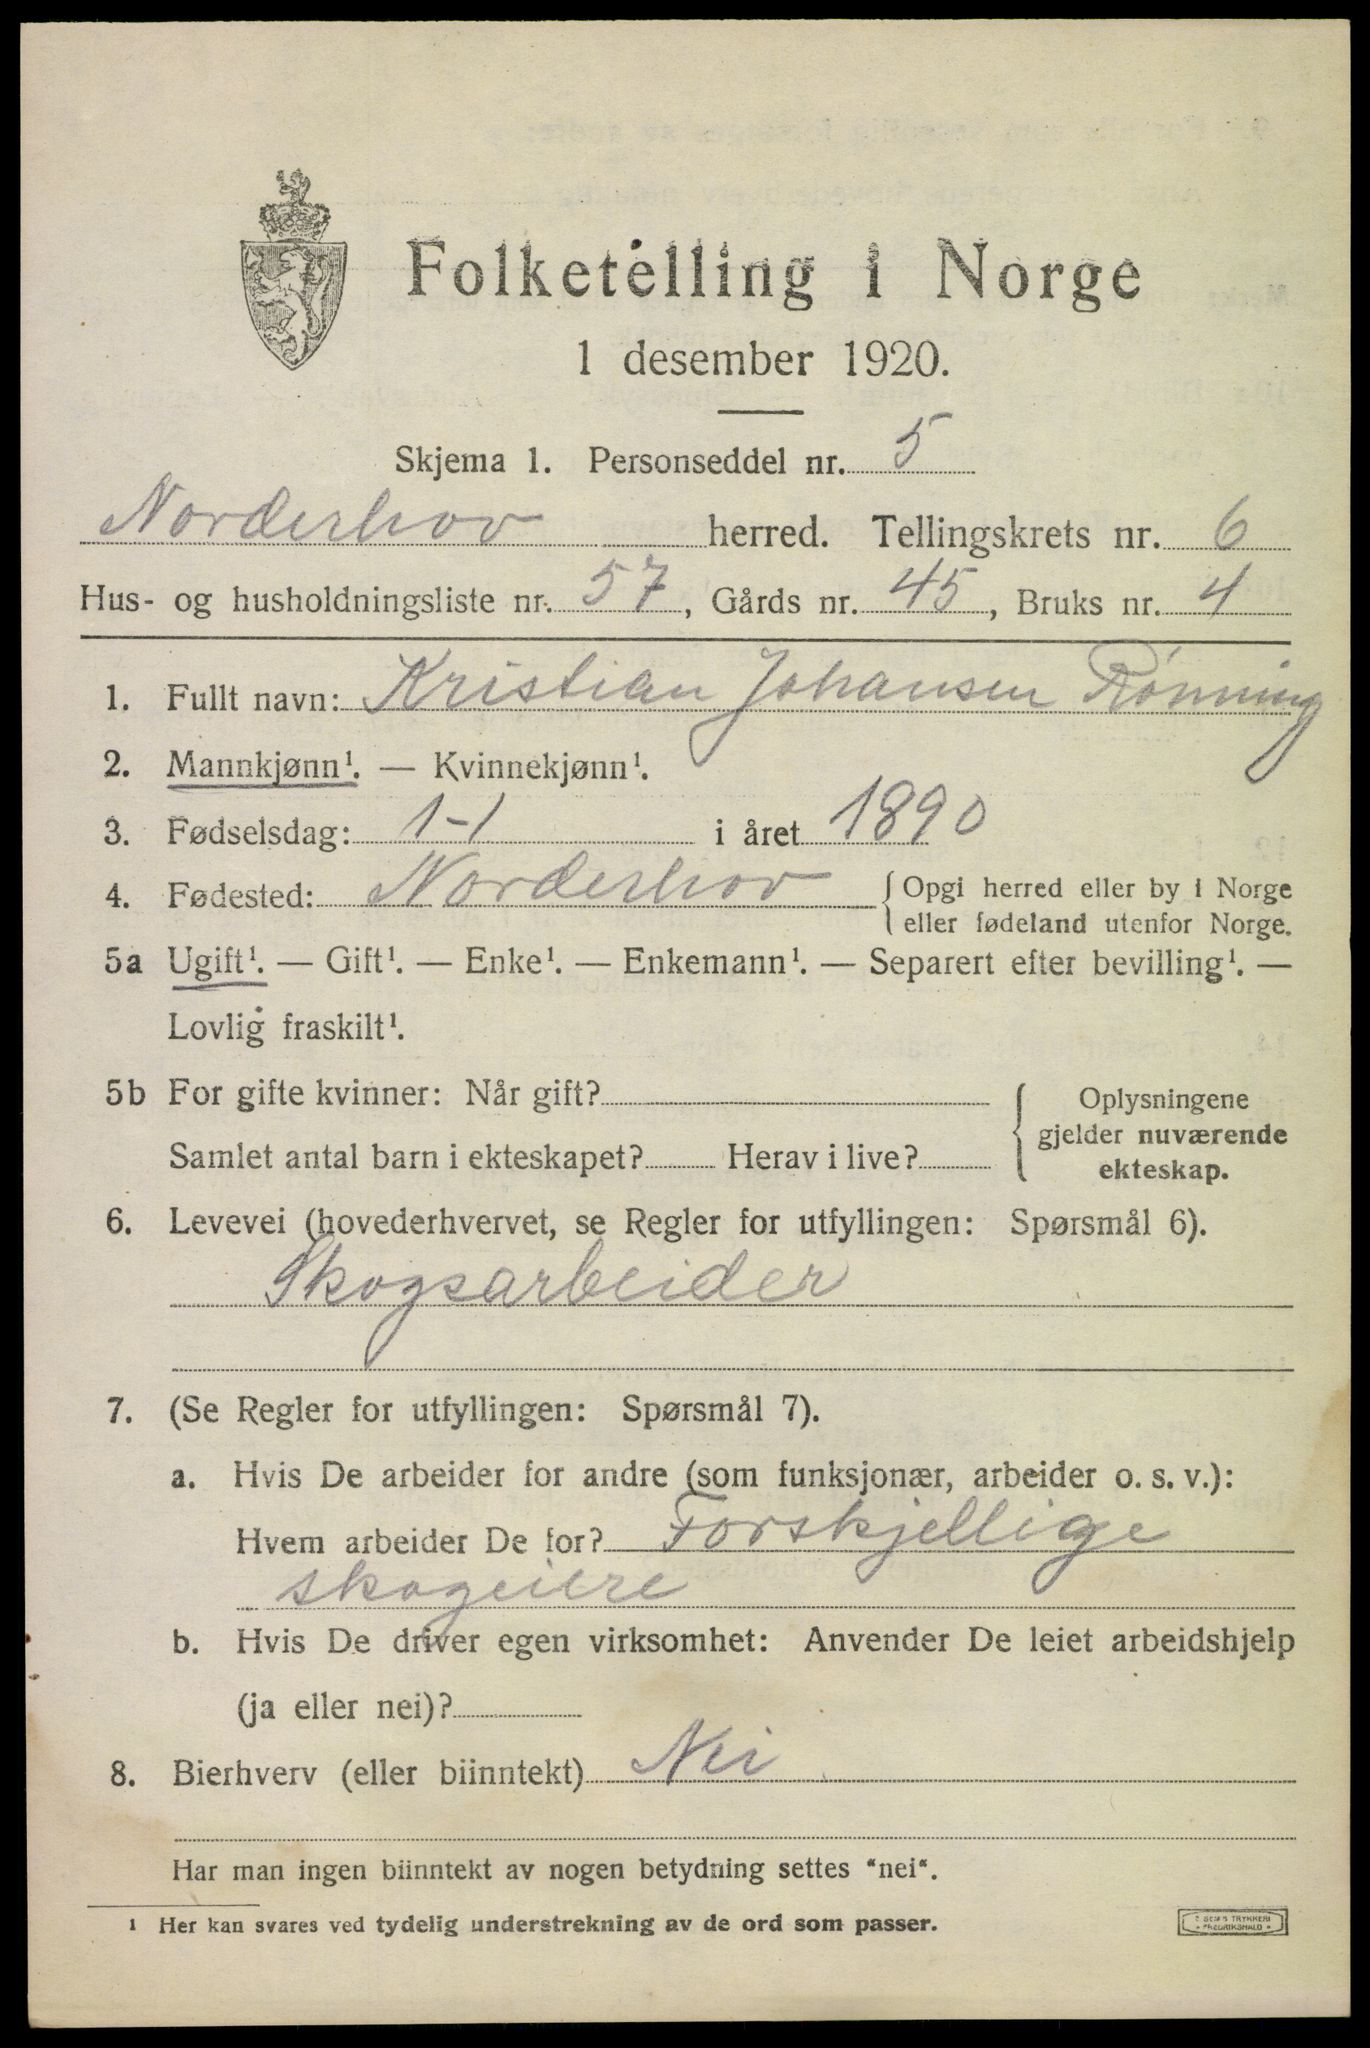 Folketelling i Norge
1 desember 1920.
Skjema 1. Personseddel nr. 5
Norderhov herred. Tellingskrets nr. 6
Hus- og husholdningsliste nr. 57, Gårds nr. 45, Bruks nr. 4
1. Fullt navn: Kristian Johansen Rønning
2. Mannkjønn¹. — Kvinnekjønn¹.
3. Fødselsdag: 1-1 i året 1890
4. Fødested: Norderhov { Opgi herred eller by i Norge
eller fødeland utenfor Norge.
5a Ugift¹. — Gift¹. — Enke¹. — Enkemann¹. — Separert efter bevilling¹. —
Lovlig fraskilt¹.
5b For gifte kvinner: Når gift?
Samlet antal barn i ekteskapet? Herav i live?
Oplysningene
gjelder nuværende
ekteskap.
6. Levevei (hovederhvervet, se Regler for utfyllingen: Spørsmål 6).
Skogsarbeider
7. (Se Regler for utfyllingen: Spørsmål 7).
a. Hvis De arbeider for andre (som funksjonær, arbeider o. s. v.):
Hvem arbeider De for? Forskjellige
skogeiere
b. Hvis De driver egen virksomhet: Anvender De leiet arbeidshjelp
(ja eller nei)?
8. Bierhverv (eller biinntekt) Nei
Har man ingen biinntekt av nogen betydning settes "nei".
¹ Her kan svares ved tydelig understrekning av de ord som passer.
SEM'S TRYKKERI
FREDRIKSHALD